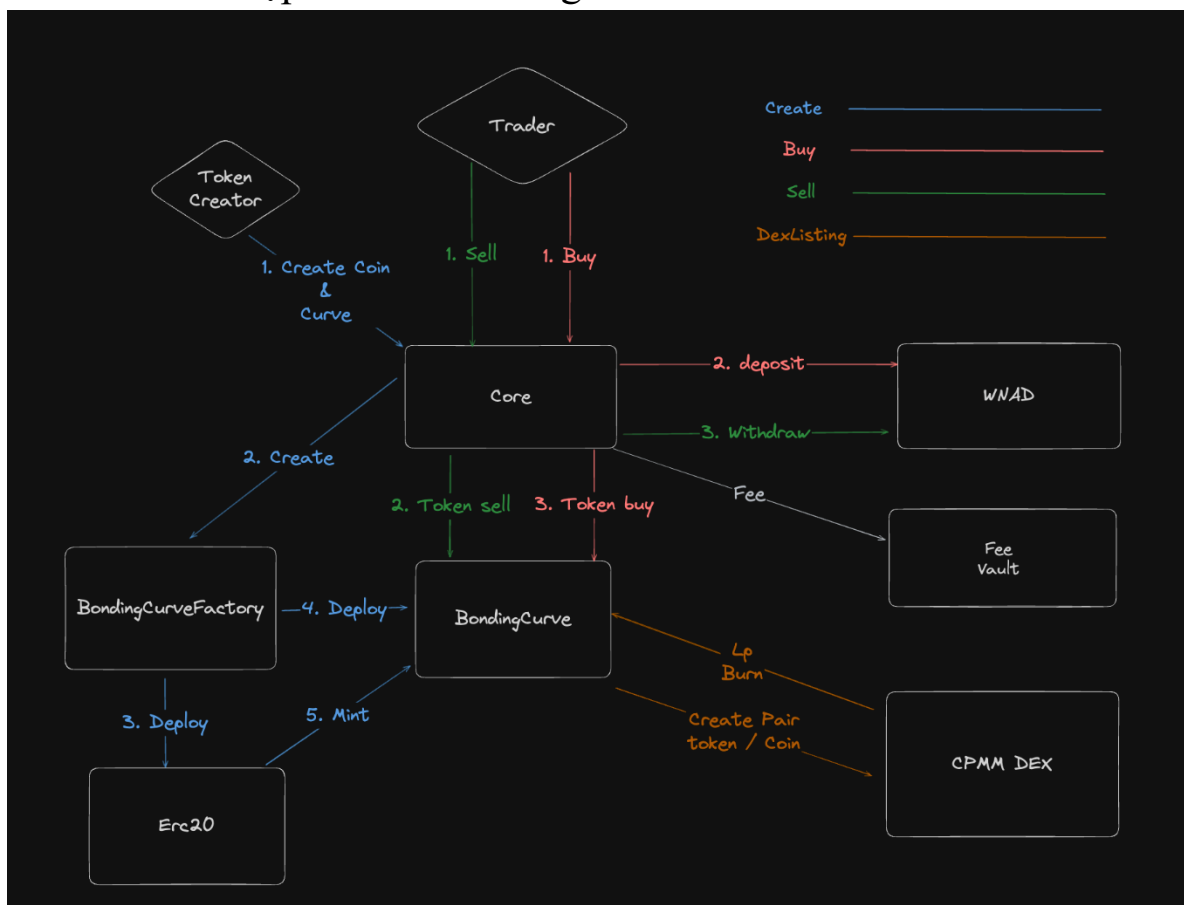 Trader
Create
Buy
Sell
DexListing
Token
Creator
1. Create Coin
&
Curve
1. Sell
1. Buy
Core
2. deposit
WNAD
3. Withdraw
2. Create
2. Token sell
3. Token buy
Fee
Fee
Vault
BondingCurveFactory
4. Deploy
BondingCurve
Lp
Burn
3. Deploy
5. Mint
Create Pair
token / Coin
CPMM DEX
Erc20